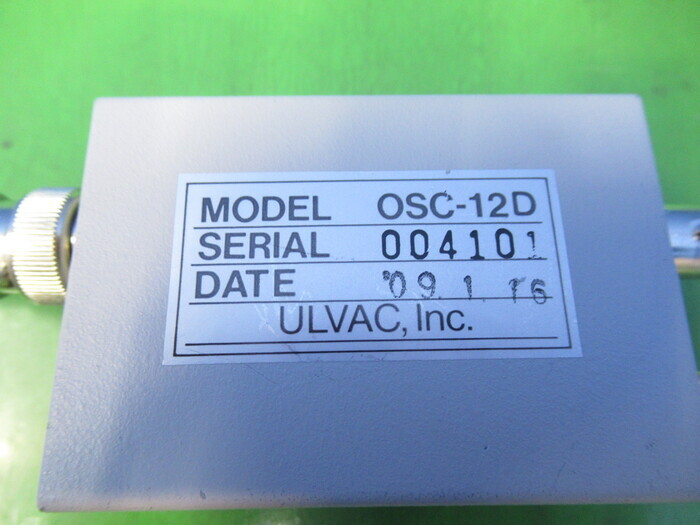 MODEL OSC-12D
SERIAL 004101
DATE '09. 1. 16
ULVAC, Inc.